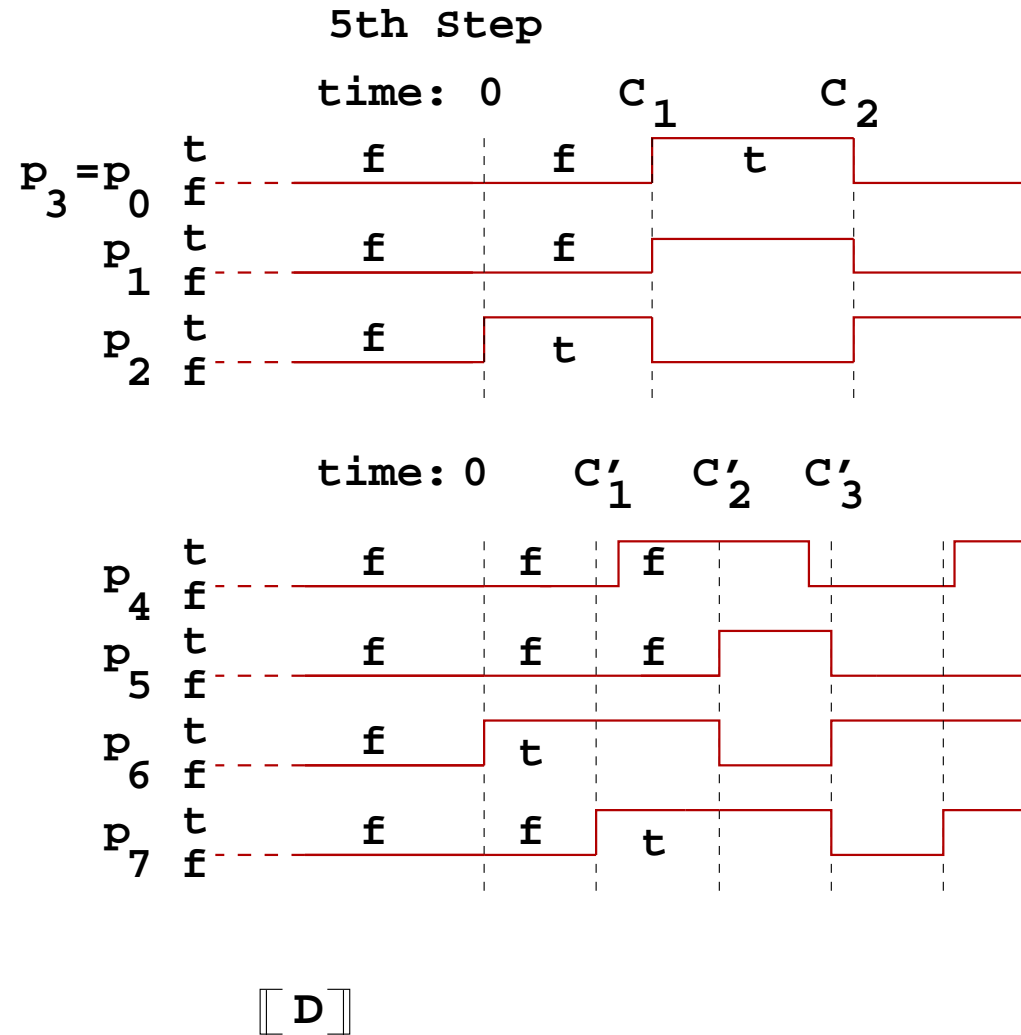 5th Step
time: 0 C1 C2
p3=p0 t f f f t
p1 t f f f
p2 t f f t
time: 0 C′1 C′2 C′3
p4 t f f f f
p5 t f f f f
p6 t f f t
p7 t f f f t
⟦ D ⟧